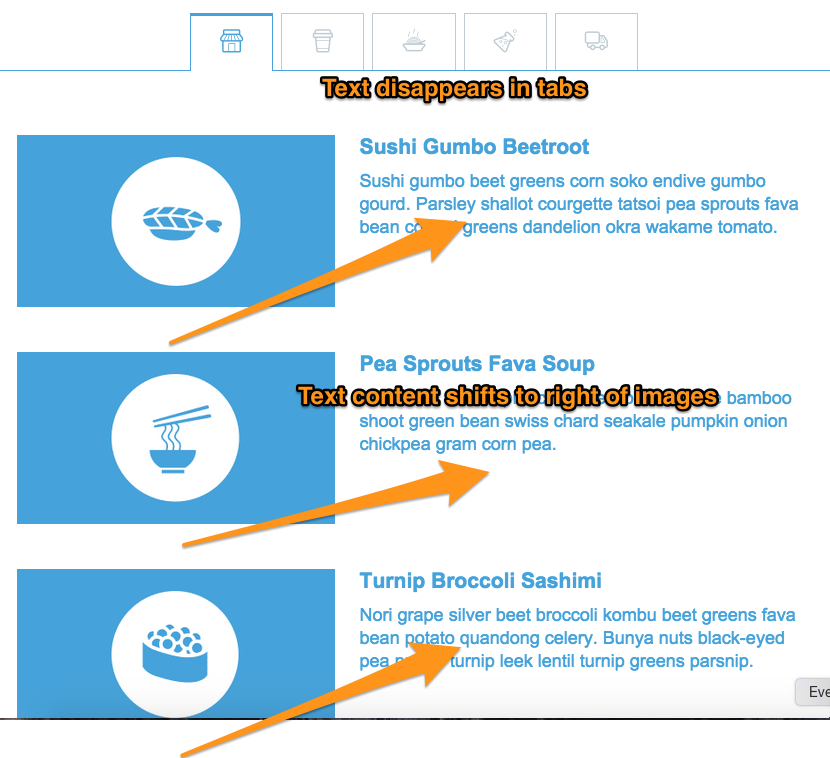 Text disappears in tabs
Sushi Gumbo Beetroot
Sushi gumbo beet greens corn soko endive gumbo
gourd. Parsley shallot courgette tatsoi pea sprouts fava
bean greens dandelion okra wakame tomato.
Pea Sprouts Fava Soup
Text content shifts to right of images
bamboo
shoot green bean swiss chard seakale pumpkin onion
chickpea gram corn pea.
Turnip Broccoli Sashimi
Nori grape silver beet broccoli kombu beet greens fava
bean potato quandong celery. Bunya nuts black-eyed
pea turnip leek lentil turnip greens parsnip.
Eve